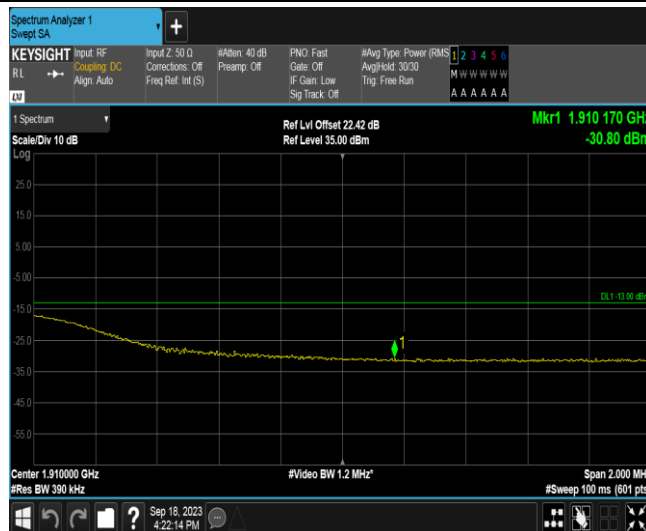 Spectrum Analyzer 1
Swept SA
+
KEYSIGHT
RL
LXI
Input: RF
Coupling: DC
Align: Auto
Input Z: 50 Ω
Corrections: Off
Freq Ref: Int (S)
#Atten: 40 dB
Preamp: Off
PNO: Fast
Gate: Off
IF Gain: Low
Sig Track: Off
#Avg Type: Power (RMS
Avg|Hold: 30/30
Trig: Free Run
1 2 3 4 5 6
M W W W W W
A A A A A A
1 Spectrum
Scale/Div 10 dB
Log
Ref Lvl Offset 22.42 dB
Ref Level 35.00 dBm
Mkr1 1.910 170 GHz
-30.80 dBm
25.0
15.0
5.00
-5.00
-15.0
-25.0
-35.0
-45.0
-55.0
DL1 -13.00 dBm
1
Center 1.910000 GHz
#Res BW 390 kHz
#Video BW 1.2 MHz*
Span 2.000 MH
#Sweep 100 ms (601 pts
?
Sep 18, 2023
4:22:14 PM